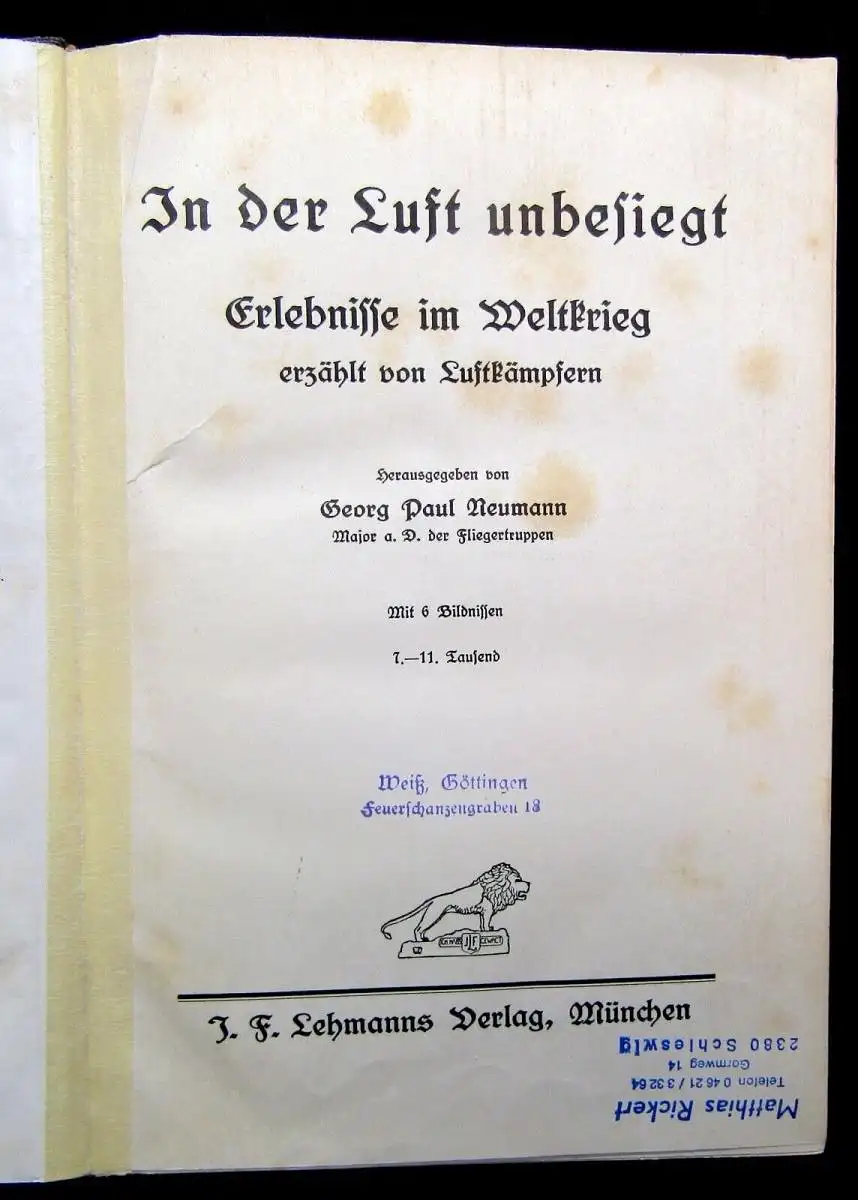 In der Luft unbesiegt
Erlebnisse im Weltkrieg
erzählt von Luftkämpfern
Herausgegeben von
Georg Paul Neumann
Major a. D. der Fliegertruppen
Mit 6 Bildnissen
7.—11. Tausend
Weiß, Göttingen
Feuerschanzengraben 18
JFL
J. F. Lehmanns Verlag, München
Matthias Rickert
Telefon 0 46 21 / 3 32 64
Gormweg 14
2380 Schleswig